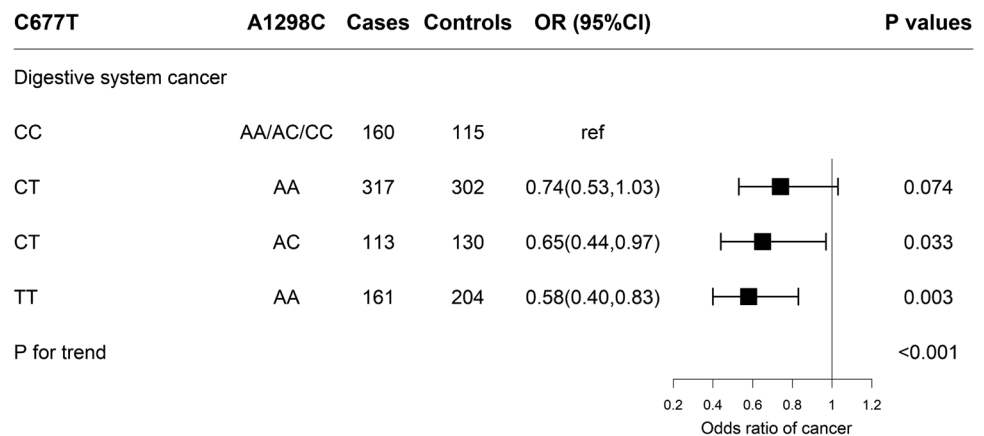 C677T A1298C Cases Controls OR (95%CI) P values
Digestive system cancer
CC AA/AC/CC 160 115 ref
CT AA 317 302 0.74(0.53,1.03) 0.074
CT AC 113 130 0.65(0.44,0.97) 0.033
TT AA 161 204 0.58(0.40,0.83) 0.003
P for trend <0.001
0.2 0.4 0.6 0.8 1 1.2
Odds ratio of cancer